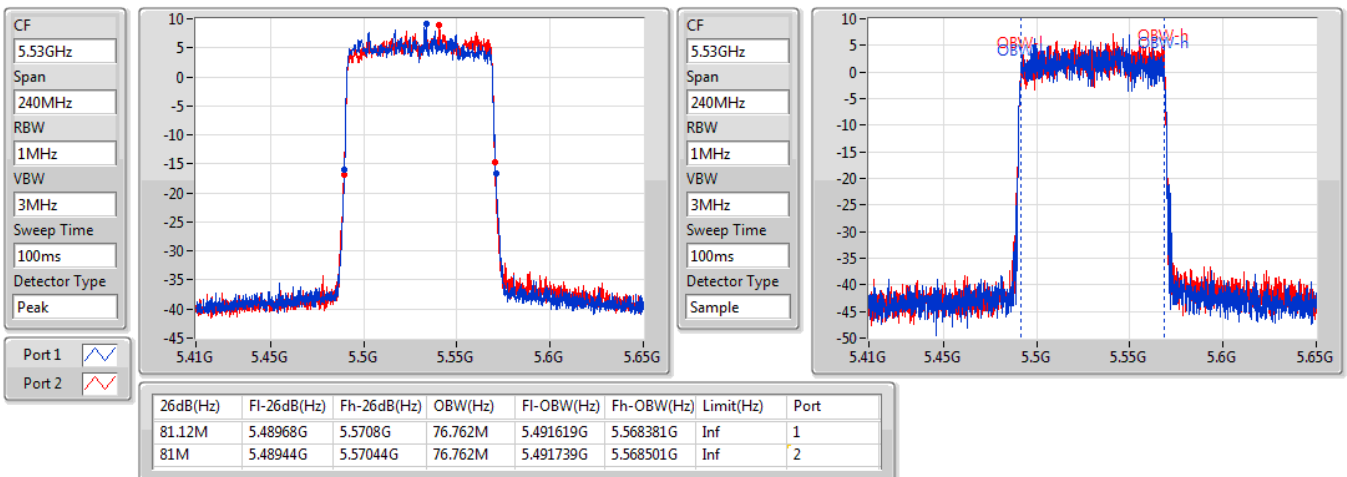 CF
5.53GHz
Span
240MHz
RBW
1MHz
VBW
3MHz
Sweep Time
100ms
Detector Type
Peak
Port 1
Port 2
10
5
0
-5
-10
-15
-20
-25
-30
-35
-40
-45
5.41G 5.45G 5.5G 5.55G 5.6G 5.65G
CF
5.53GHz
Span
240MHz
RBW
1MHz
VBW
3MHz
Sweep Time
100ms
Detector Type
Sample
10
5
0
-5
-10
-15
-20
-25
-30
-35
-40
-45
-50
OBW-h
OBW-h
5.41G 5.45G 5.5G 5.55G 5.6G 5.65G
26dB(Hz) Fl-26dB(Hz) Fh-26dB(Hz) OBW(Hz) Fl-OBW(Hz) Fh-OBW(Hz) Limit(Hz) Port
81.12M 5.48968G 5.5708G 76.762M 5.491619G 5.568381G Inf 1
81M 5.48944G 5.57044G 76.762M 5.491739G 5.568501G Inf 2